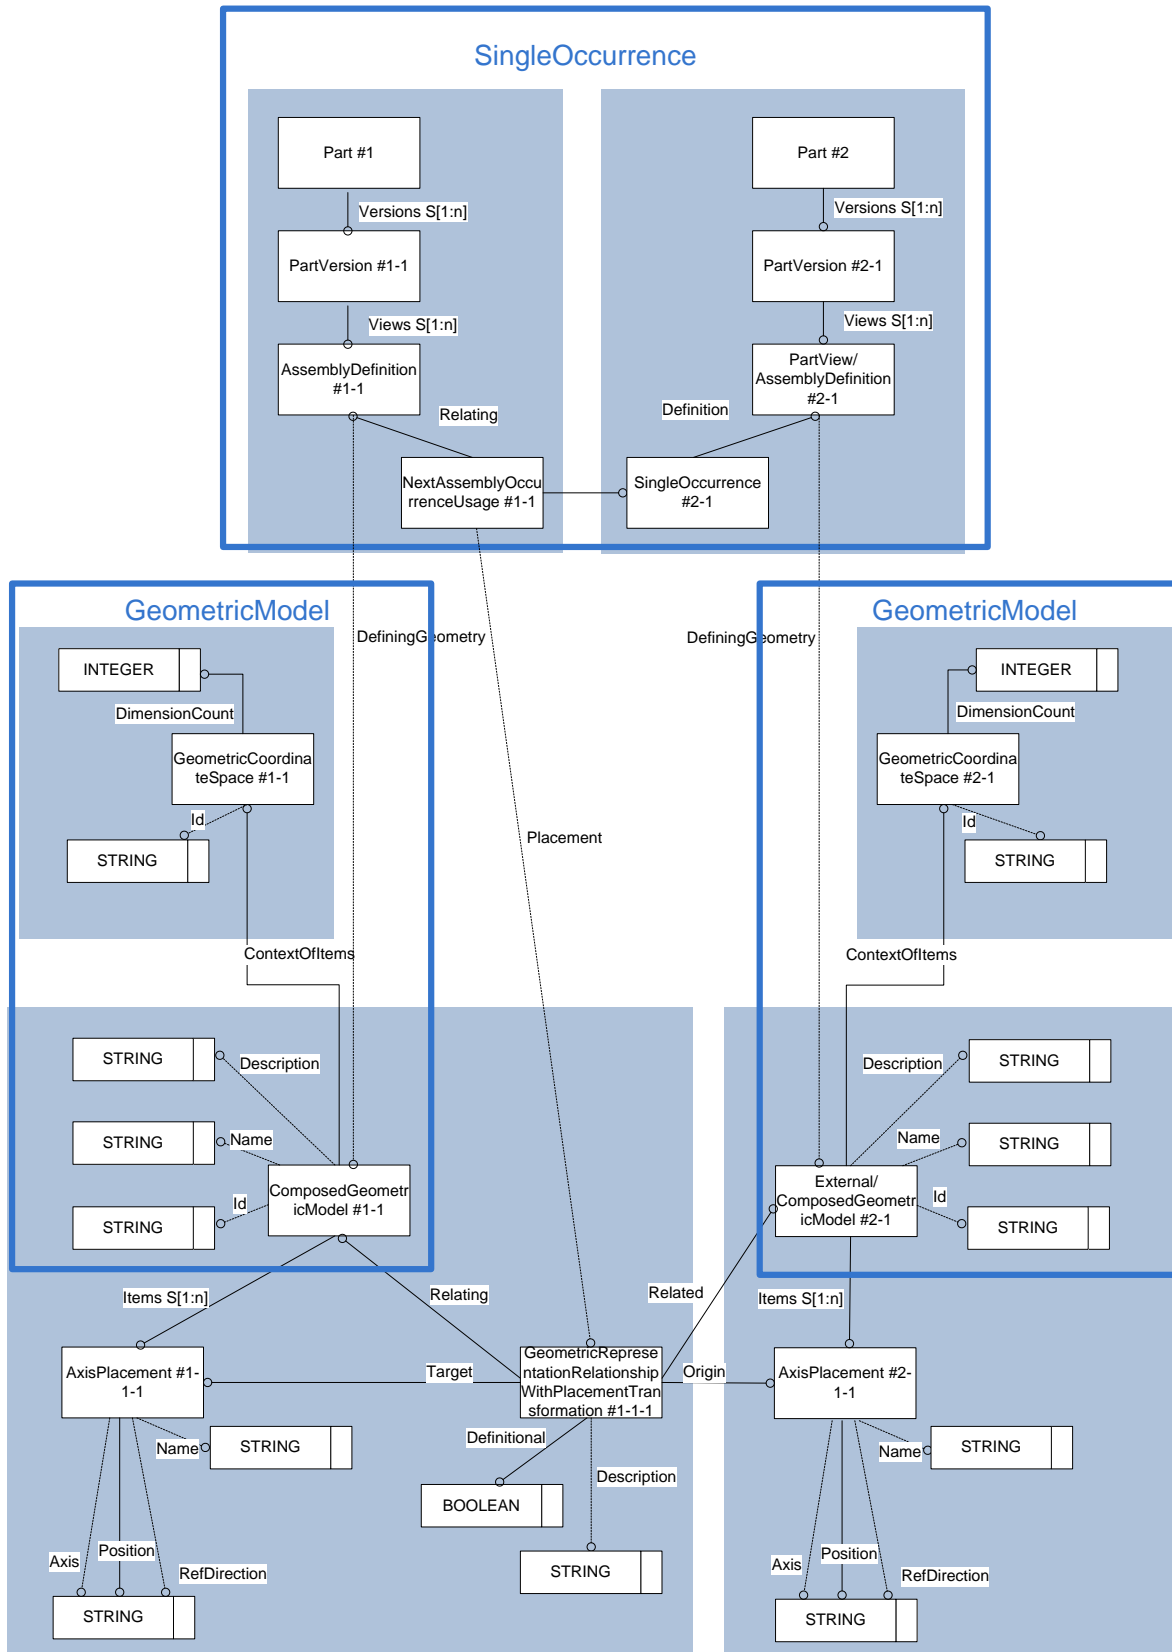 SingleOccurrence
Part #1
Part #2
Versions S[1:n]
Versions S[1:n]
PartVersion #1-1
PartVersion #2-1
Views S[1:n]
Views S[1:n]
AssemblyDefinition
#1-1
PartView/
AssemblyDefinition
#2-1
Relating
Definition
NextAssemblyOccu
rrenceUsage #1-1
SingleOccurrence
#2-1
GeometricModel
GeometricModel
DefiningGeometry
DefiningGeometry
INTEGER
INTEGER
DimensionCount
DimensionCount
GeometricCoordina
teSpace #1-1
GeometricCoordina
teSpace #2-1
Id
Id
STRING
STRING
Placement
ContextOfItems
ContextOfItems
STRING
Description
Description
STRING
STRING
Name
Name
STRING
STRING
Id
ComposedGeometr
icModel #1-1
External/
ComposedGeometr
icModel #2-1
Id
STRING
Items S[1:n]
Relating
Related
Items S[1:n]
AxisPlacement #1-
1-1
Target
GeometricReprese
ntationRelationship
WithPlacementTran
sformation #1-1-1
Origin
AxisPlacement #2-
1-1
Name
STRING
Definitional
Description
Name
STRING
BOOLEAN
STRING
Axis
Position
RefDirection
STRING
Axis
Position
RefDirection
STRING